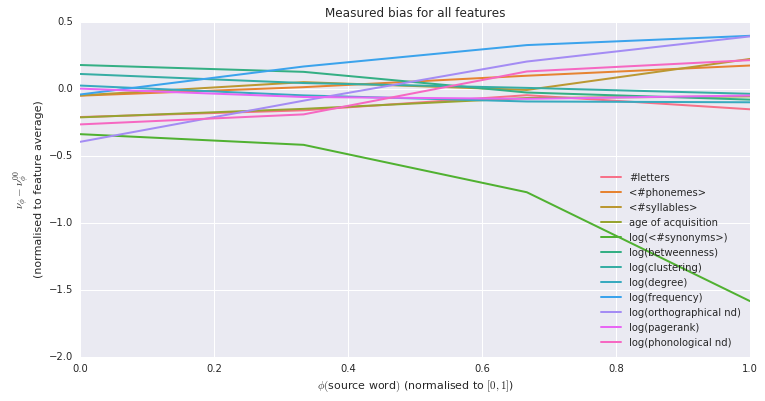 Measured bias for all features
0.5
0.0
−0.5
−1.0
−1.5
−2.0
ν_ϕ − ν_ϕ^00
(normalised to feature average)
#letters
<#phonemes>
<#syllables>
age of acquisition
log(<#synonyms>)
log(betweenness)
log(clustering)
log(degree)
log(frequency)
log(orthographical nd)
log(pagerank)
log(phonological nd)
0.0 0.2 0.4 0.6 0.8 1.0
ϕ(source word) (normalised to [0, 1])